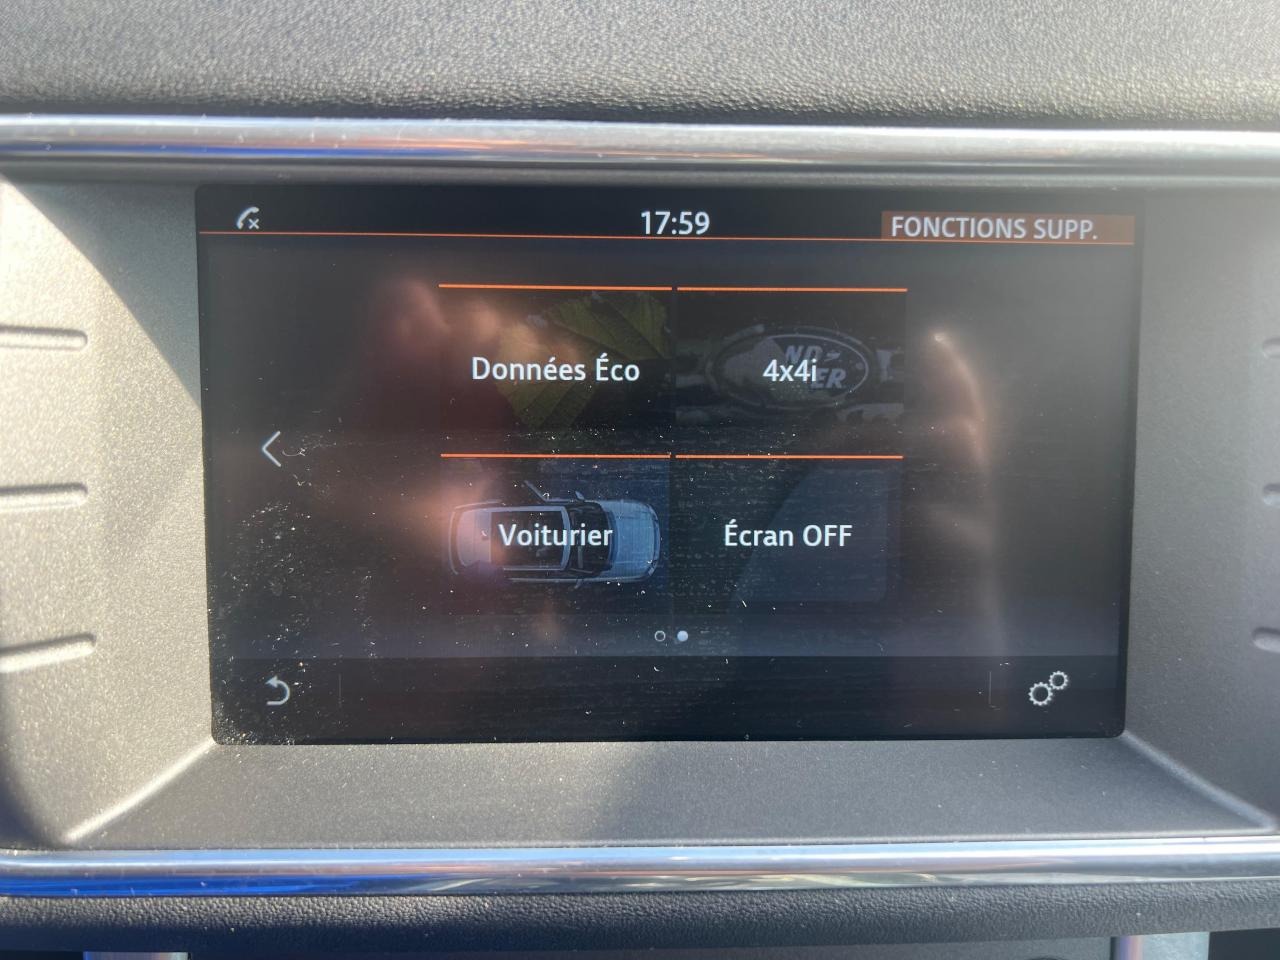 17:59
FONCTIONS SUPP.
Données Éco
4x4i
Voiturier
Écran OFF